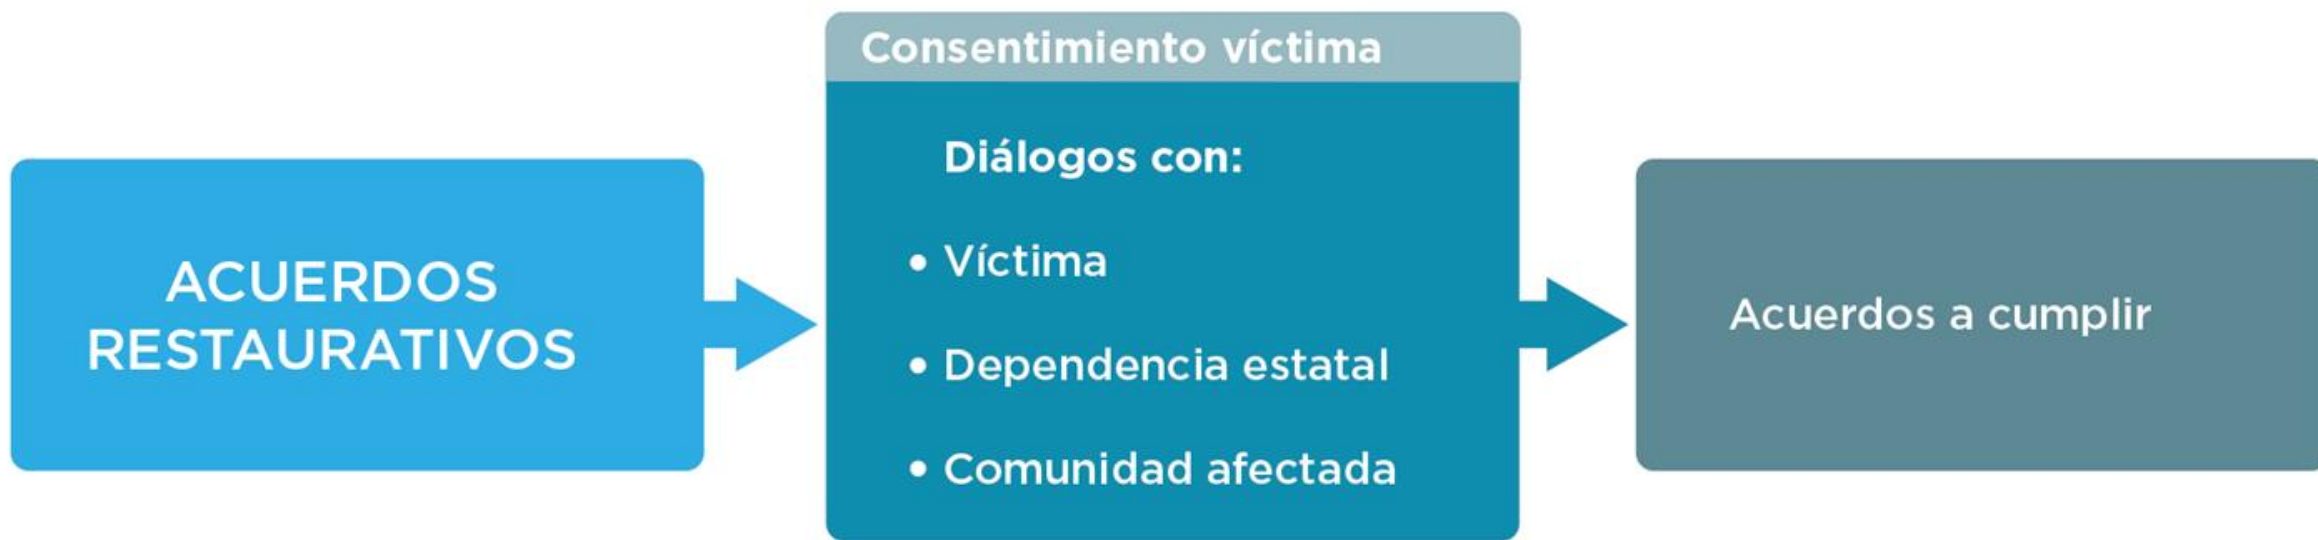 ACUERDOS
RESTAURATIVOS
Consentimiento víctima
Diálogos con:
• Víctima
• Dependencia estatal
• Comunidad afectada
Acuerdos a cumplir